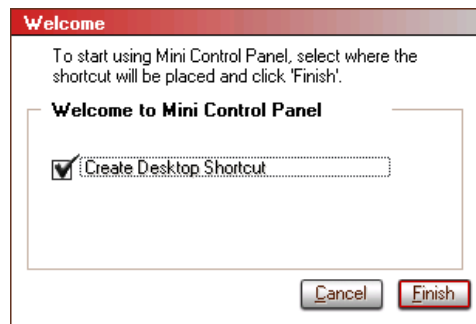 Welcome
To start using Mini Control Panel, select where the
shortcut will be placed and click 'Finish'.
Welcome to Mini Control Panel
Create Desktop Shortcut
Cancel
Finish